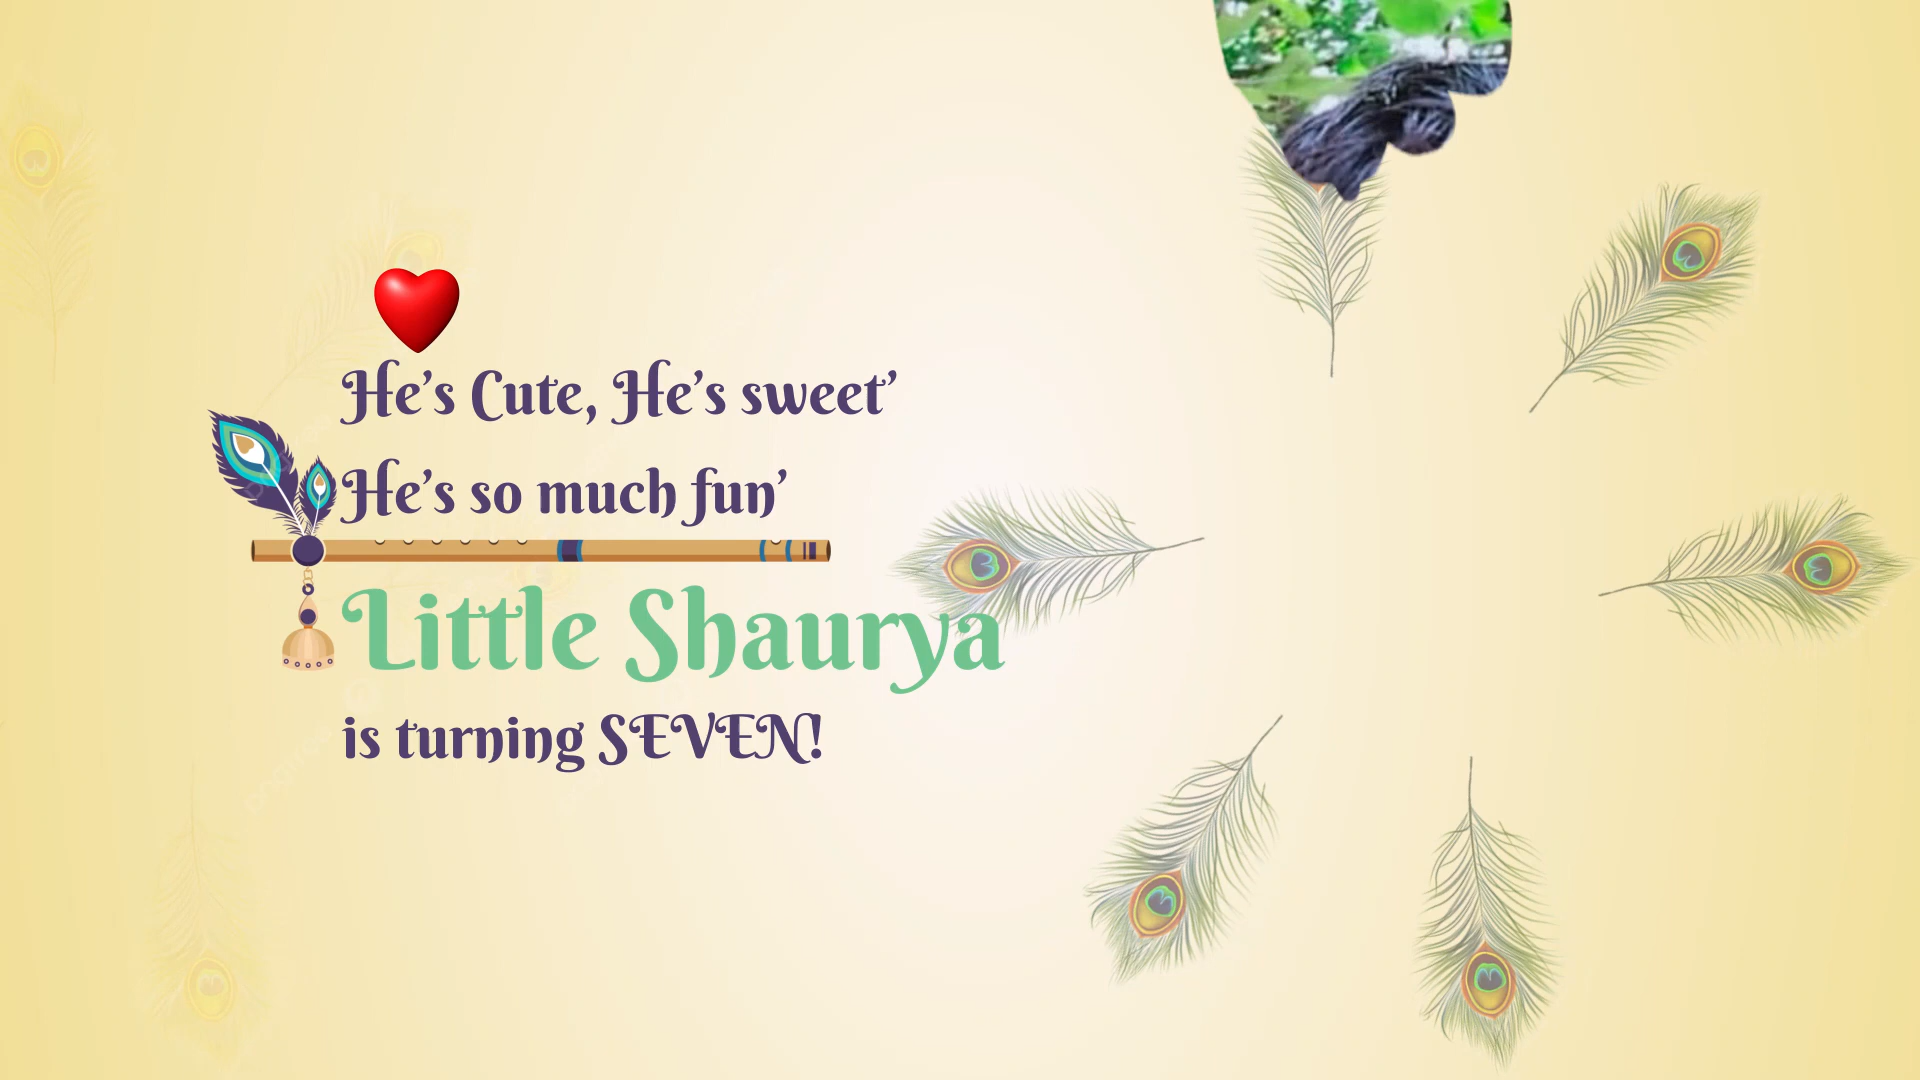 He’s Cute, He’s sweet’
He’s so much fun’
Little Shaurya
is turning SEVEN!